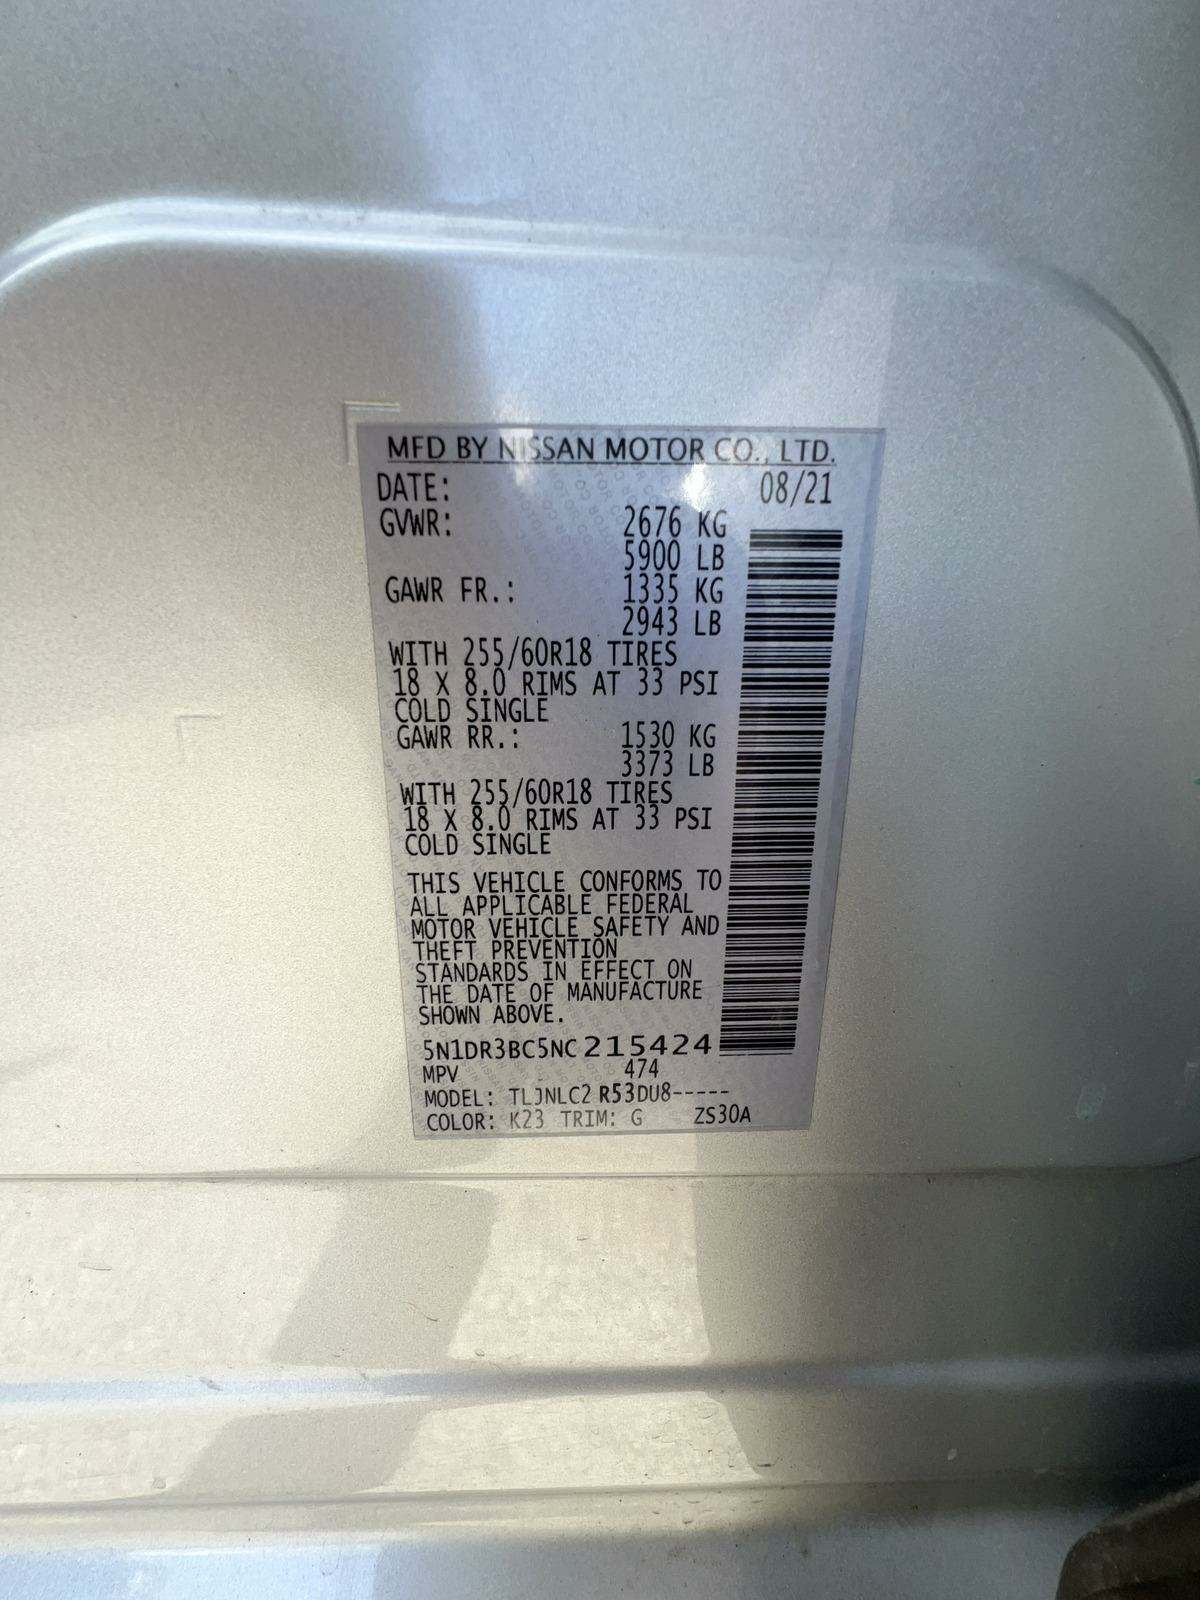 MFD BY NISSAN MOTOR CO., LTD.
DATE: 08/21
GVWR: 2676 KG
5900 LB
GAWR FR.: 1335 KG
2943 LB
WITH 255/60R18 TIRES
18 X 8.0 RIMS AT 33 PSI
COLD SINGLE
GAWR RR.: 1530 KG
3373 LB
WITH 255/60R18 TIRES
18 X 8.0 RIMS AT 33 PSI
COLD SINGLE
THIS VEHICLE CONFORMS TO
ALL APPLICABLE FEDERAL
MOTOR VEHICLE SAFETY AND
THEFT PREVENTION
STANDARDS IN EFFECT ON
THE DATE OF MANUFACTURE
SHOWN ABOVE.
5N1DR3BC5NC215424
MPV 474
MODEL: TLJNLC2 R53DU8-----
COLOR: K23 TRIM: G ZS30A